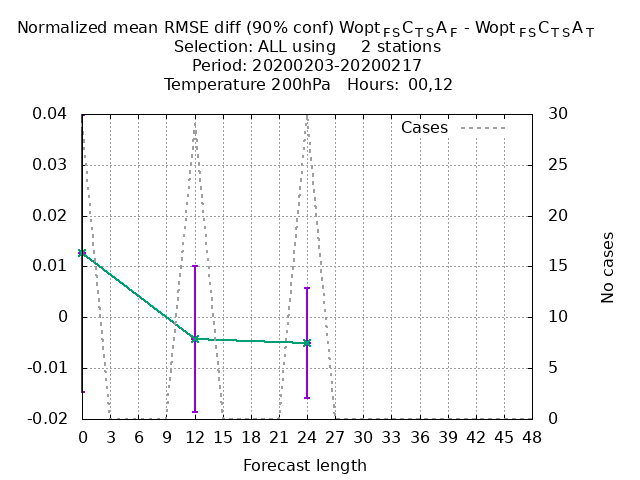 Normalized mean RMSE diff (90% conf) Wopt FS C TS A F - Wopt FS C TS A T
Selection: ALL using 2 stations
Period: 20200203-20200217
Temperature 200hPa Hours: 00,12
Cases
0.04
0.03
0.02
0.01
0
-0.01
-0.02
30
25
20
15
10
5
0
No cases
0 3 6 9 12 15 18 21 24 27 30 33 36 39 42 45 48
Forecast length